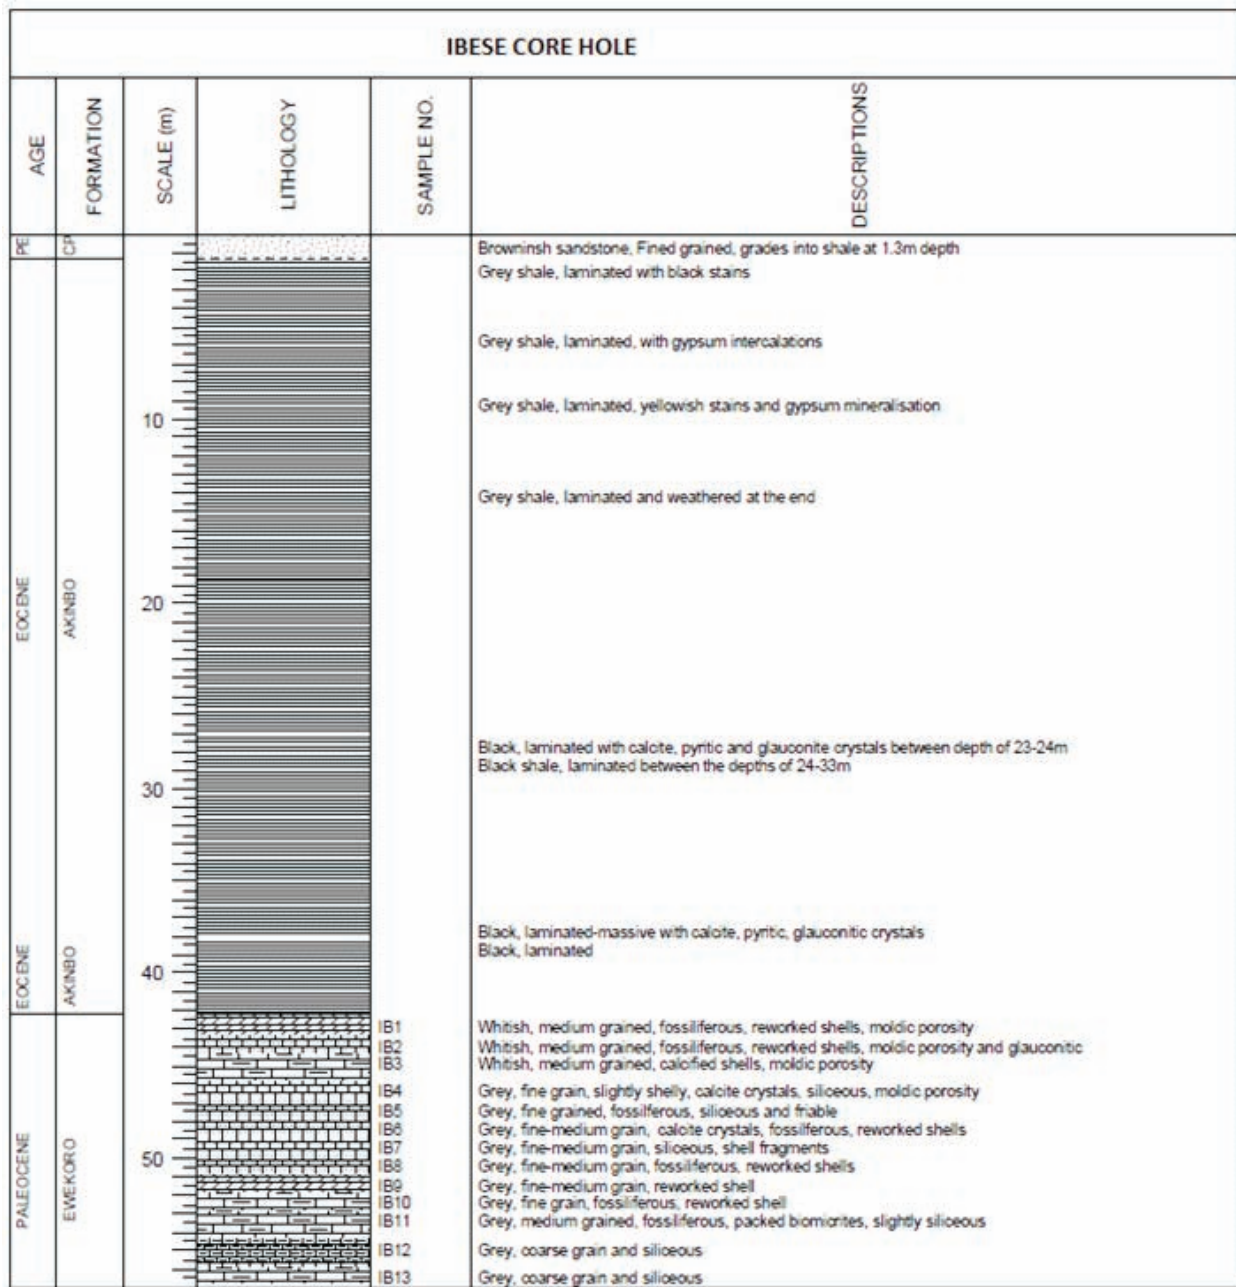 IBESE CORE HOLE
AGE
FORMATION
SCALE (m)
LITHOLOGY
SAMPLE NO.
DESCRIPTIONS
PE
CP
Browninsh sandstone, Fined grained, grades into shale at 1.3m depth
Grey shale, laminated with black stains
Grey shale, laminated, with gypsum intercalations
Grey shale, laminated, yellowish stains and gypsum mineralisation
10
Grey shale, laminated and weathered at the end
EOCENE
AKINBO
20
Black, laminated with calcite, pyritic and glauconite crystals between depth of 23-24m
Black shale, laminated between the depths of 24-33m
30
Black, laminated-massive with calcite, pyritic, glauconitic crystals
Black, laminated
EOCENE
AKINBO
40
IB1 Whitish, medium grained, fossiliferous, reworked shells, moldic porosity
IB2 Whitish, medium grained, fossiliferous, reworked shells, moldic porosity and glauconitic
IB3 Whitish, medium grained, calcified shells, moldic porosity
IB4 Grey, fine grain, slightly shelly, calcite crystals, siliceous, moldic porosity
IB5 Grey, fine grained, fossilferous, siliceous and friable
IB6 Grey, fine-medium grain, calcite crystals, fossilferous, reworked shells
IB7 Grey, fine-medium grain, siliceous, shell fragments
50
IB8 Grey, fine-medium grain, fossiliferous, reworked shells
IB9 Grey, fine-medium grain, reworked shell
IB10 Grey, fine grain, fossiliferous, reworked shell
IB11 Grey, medium grained, fossiliferous, packed biomicrites, slightly siliceous
PALEOCENE
EWEKORO
IB12 Grey, coarse grain and siliceous
IB13 Grey, coarse grain and siliceous